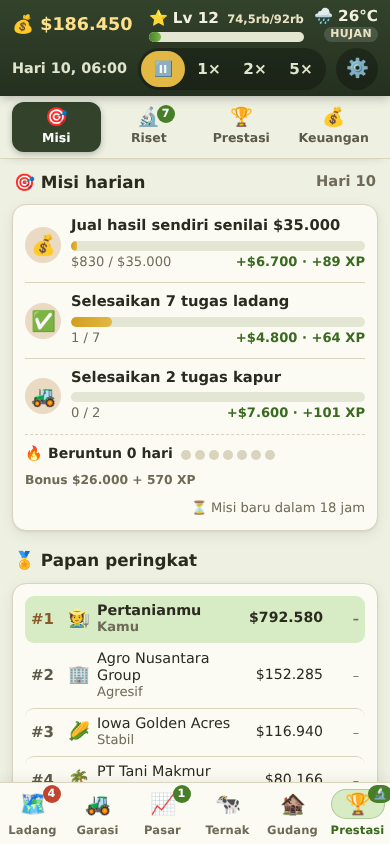 $186.450
Lv 12 74,5rb/92rb
26°C
HUJAN
Hari 10, 06:00
1×
2×
5×
7
Misi
Riset
Prestasi
Keuangan
Misi harian
Hari 10
Jual hasil sendiri senilai $35.000
$830 / $35.000
+$6.700 · +89 XP
Selesaikan 7 tugas ladang
1 / 7
+$4.800 · +64 XP
Selesaikan 2 tugas kapur
0 / 2
+$7.600 · +101 XP
Beruntun 0 hari
Bonus $26.000 + 570 XP
Misi baru dalam 18 jam
Papan peringkat
#1
Pertanianmu
Kamu
$792.580
–
#2
Agro Nusantara
Group
Agresif
$152.285
–
#3
Iowa Golden Acres
Stabil
$116.940
–
#4
PT Tani Makmur
$80.166
–
4
1
Ladang
Garasi
Pasar
Ternak
Gudang
Prestasi